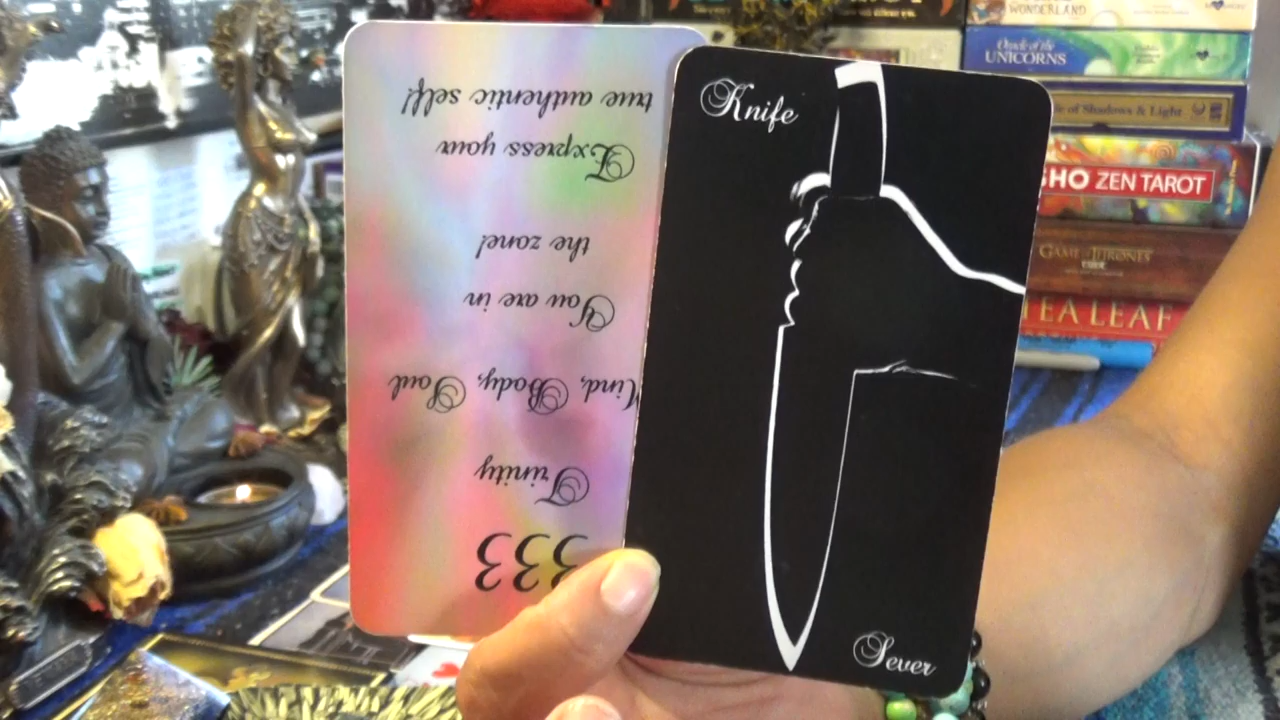 333
Trinity
Mind, Body, Soul
You are in
the zone!
Express your
true authentic self!
Knife
Sever
WONDERLAND
Oracle of the
UNICORNS
of Shadows & Light
SHO ZEN TAROT
GAME OF THRONES
TEA LEAF